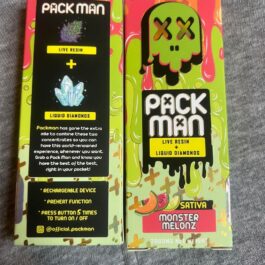 PACK MAN
LIVE RESIN
+
LIQUID DIAMONDS
Packman has gone the extra
mile to combine these two
concentrates so you can
have this world-renowned
experience, whenever you want.
Grab a Pack Man and know you
have the best of the best,
right in your pocket!
* RECHARGEABLE DEVICE
* PREHEAT FUNCTION
* PRESS BUTTON 5 TIMES
TO TURN ON / OFF
@official_packman
PACK
MAN
LIVE RESIN
+
LIQUID DIAMONDS
SATIVA
MONSTER
MELONZ